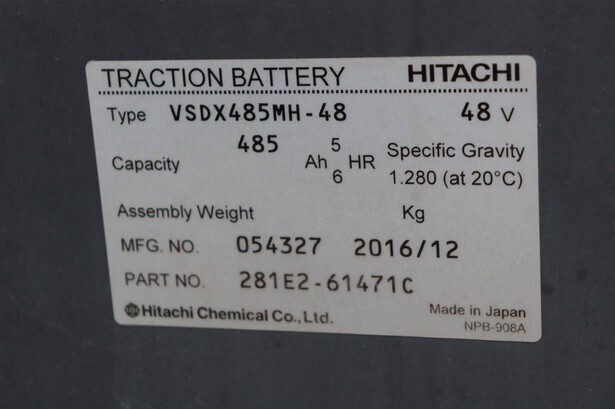 TRACTION BATTERY HITACHI
Type VSDX485MH-48 48 V
Capacity 485 Ah 5 HR Specific Gravity
6 1.280 (at 20°C)
Assembly Weight Kg
MFG. NO. 054327 2016/12
PART NO. 281E2-61471C
Hitachi Chemical Co., Ltd. Made in Japan
NPB-908A